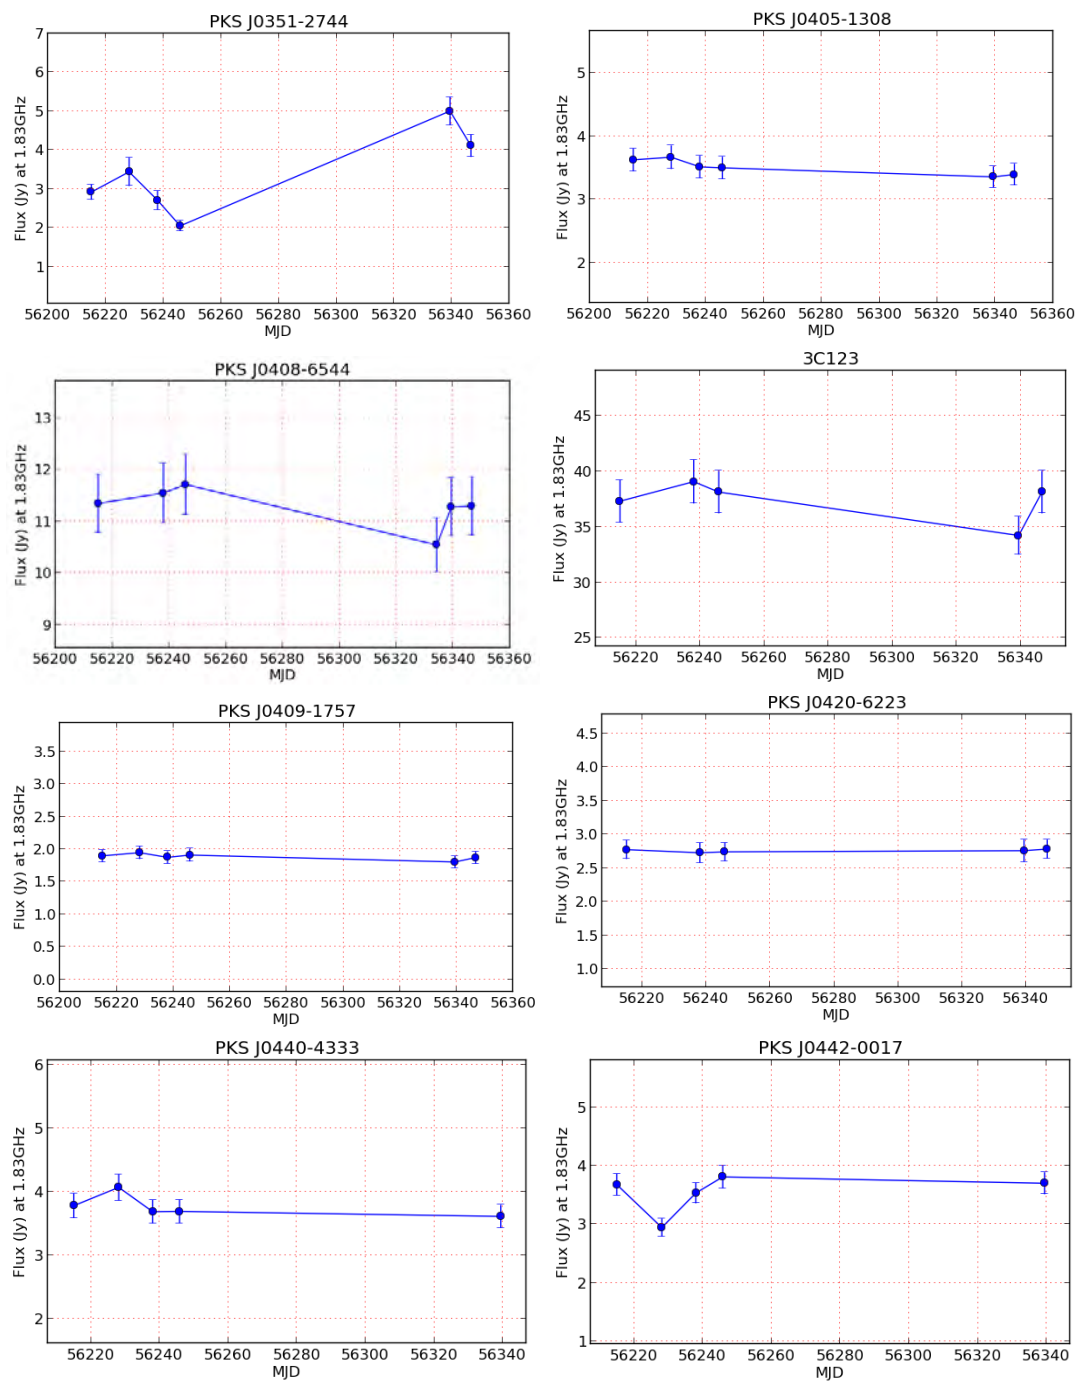 PKS J0351-2744
7
6
5
4
3
2
1
Flux (Jy) at 1.83GHz
56200 56220 56240 56260 56280 56300 56320 56340 56360
MJD
PKS J0405-1308
5
4
3
2
Flux (Jy) at 1.83GHz
56200 56220 56240 56260 56280 56300 56320 56340 56360
MJD
PKS J0408-6544
13
12
11
10
9
Flux (Jy) at 1.83GHz
56200 56220 56240 56260 56280 56300 56320 56340 56360
MJD
3C123
45
40
35
30
25
Flux (Jy) at 1.83GHz
56220 56240 56260 56280 56300 56320 56340
MJD
PKS J0409-1757
3.5
3.0
2.5
2.0
1.5
1.0
0.5
0.0
Flux (Jy) at 1.83GHz
56200 56220 56240 56260 56280 56300 56320 56340 56360
MJD
PKS J0420-6223
4.5
4.0
3.5
3.0
2.5
2.0
1.5
1.0
Flux (Jy) at 1.83GHz
56220 56240 56260 56280 56300 56320 56340
MJD
PKS J0440-4333
6
5
4
3
2
Flux (Jy) at 1.83GHz
56220 56240 56260 56280 56300 56320 56340
MJD
PKS J0442-0017
5
4
3
2
1
Flux (Jy) at 1.83GHz
56220 56240 56260 56280 56300 56320 56340
MJD